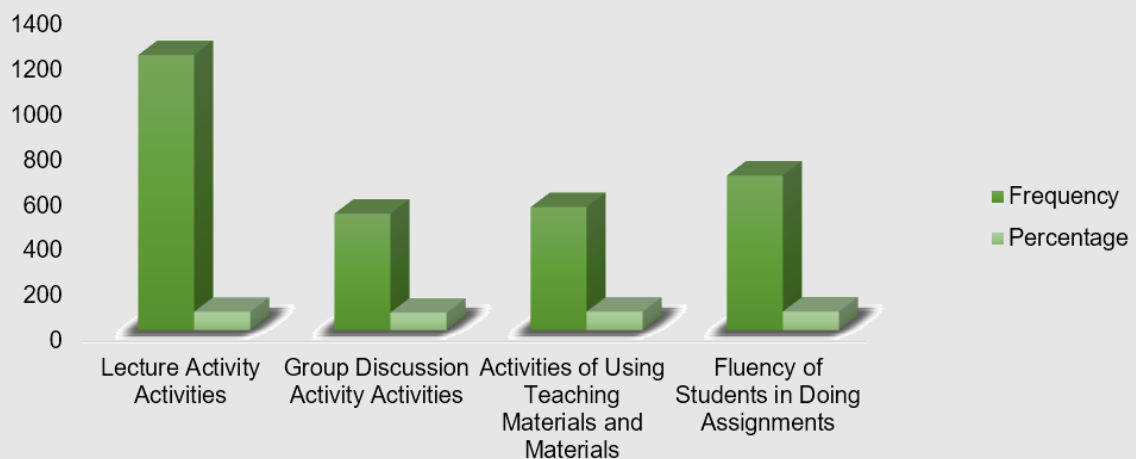 1400
1200
1000
800
600
400
200
0
Lecture Activity
Activities
Group Discussion
Activity Activities
Activities of Using
Teaching
Materials and
Materials
Fluency of
Students in Doing
Assignments
Frequency
Percentage